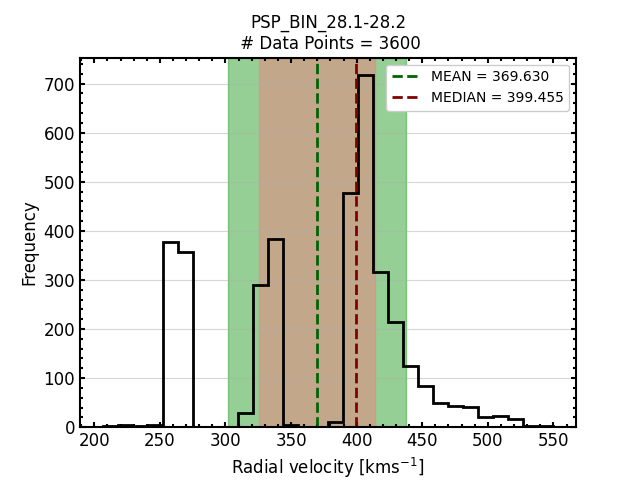 PSP_BIN_28.1-28.2
# Data Points = 3600
MEAN = 369.630
MEDIAN = 399.455
Frequency
700
600
500
400
300
200
100
0
200 250 300 350 400 450 500 550
Radial velocity [kms⁻¹]